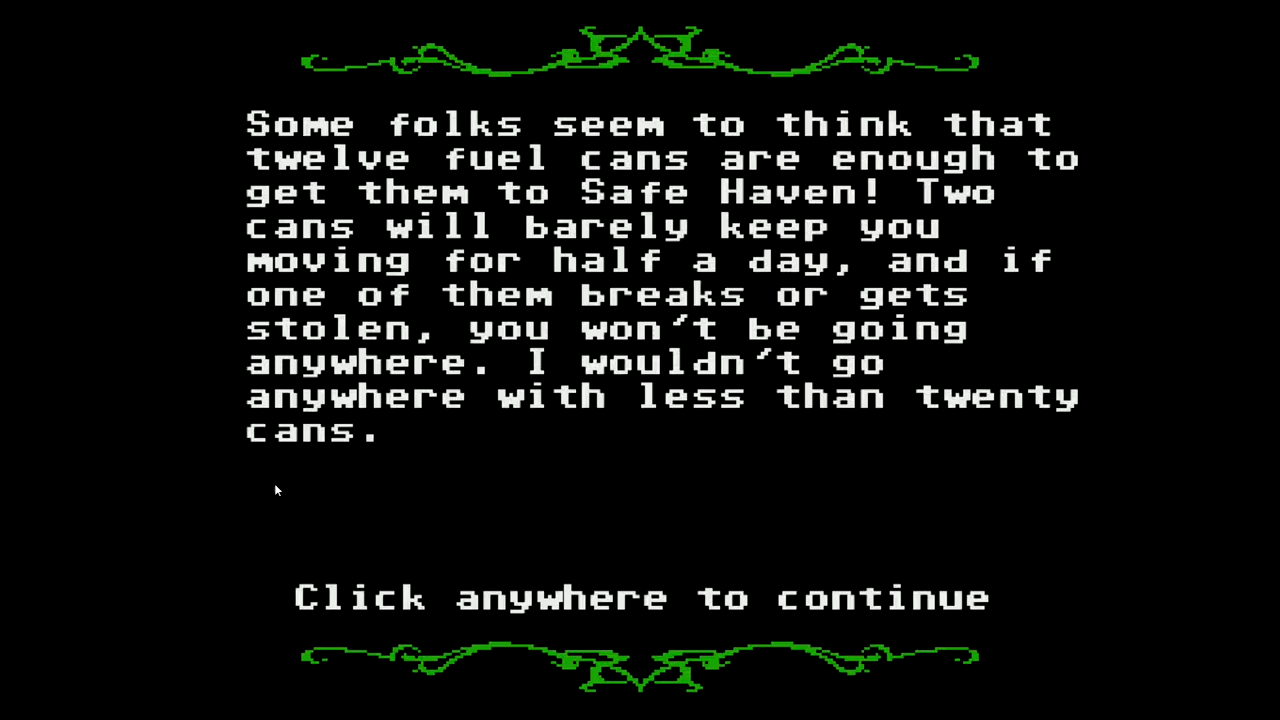 Some folks seem to think that
twelve fuel cans are enough to
get them to Safe Haven! Two
cans will barely keep you
moving for half a day, and if
one of them breaks or gets
stolen, you won't be going
anywhere. I wouldn't go
anywhere with less than twenty
cans.
Click anywhere to continue